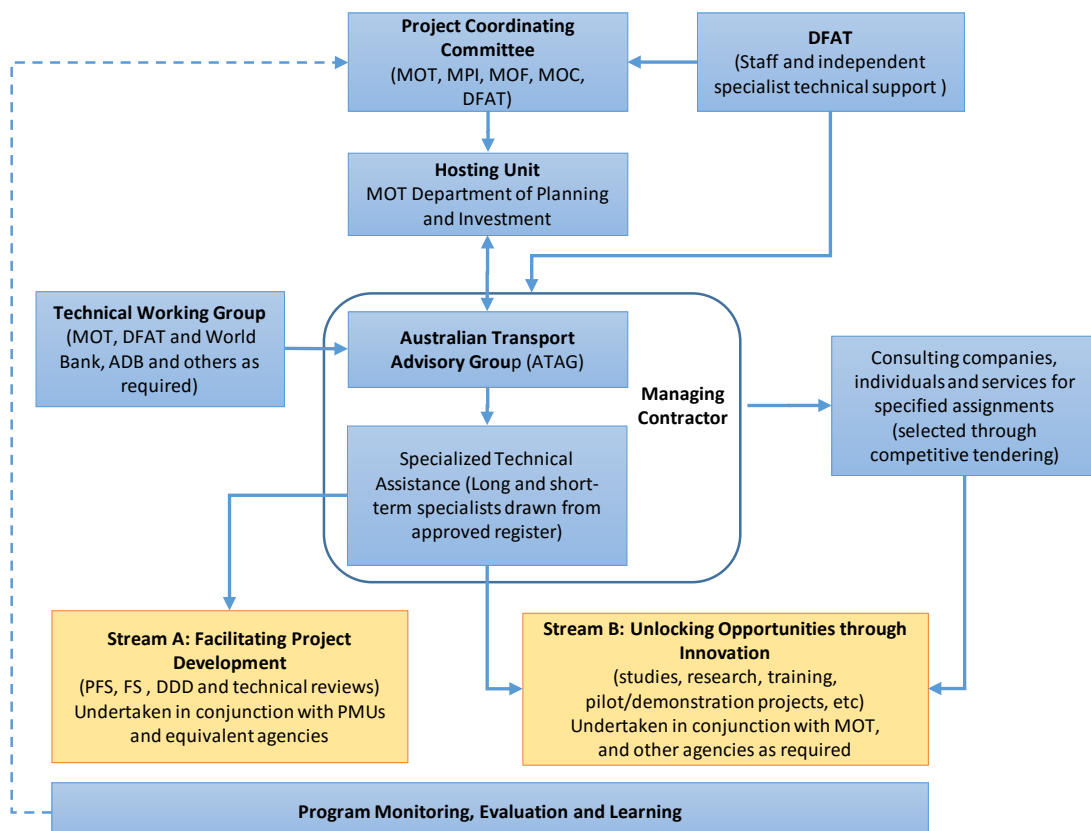 Project Coordinating
Committee
(MOT, MPI, MOF, MOC,
DFAT)
DFAT
(Staff and independent
specialist technical support )
Hosting Unit
MOT Department of Planning
and Investment
Technical Working Group
(MOT, DFAT and World
Bank, ADB and others as
required)
Australian Transport
Advisory Group (ATAG)
Managing
Contractor
Consulting companies,
individuals and services for
specified assignments
(selected through
competitive tendering)
Specialized Technical
Assistance (Long and short-
term specialists drawn from
approved register)
Stream A: Facilitating Project
Development
(PFS, FS , DDD and technical reviews)
Undertaken in conjunction with PMUs
and equivalent agencies
Stream B: Unlocking Opportunities through
Innovation
(studies, research, training,
pilot/demonstration projects, etc)
Undertaken in conjunction with MOT,
and other agencies as required
Program Monitoring, Evaluation and Learning